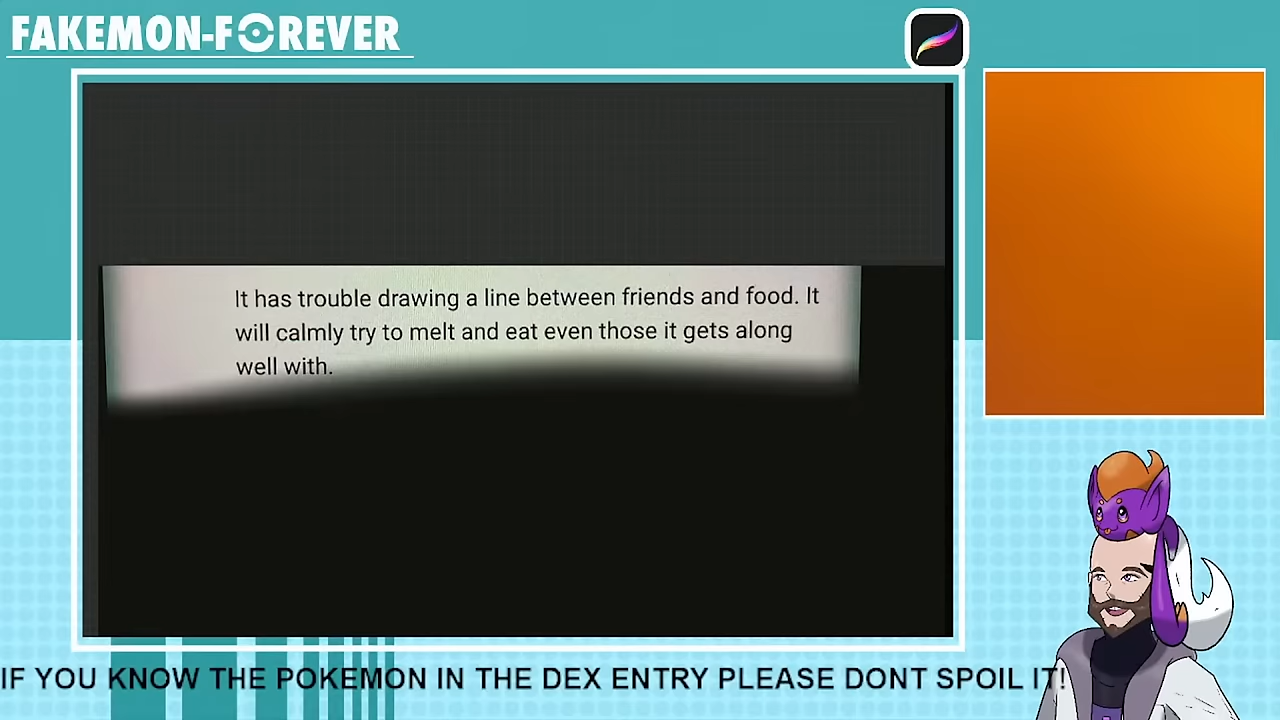 FAKEMON-FOREVER
It has trouble drawing a line between friends and food. It
will calmly try to melt and eat even those it gets along
well with.
IF YOU KNOW THE POKEMON IN THE DEX ENTRY PLEASE DONT SPOIL IT!